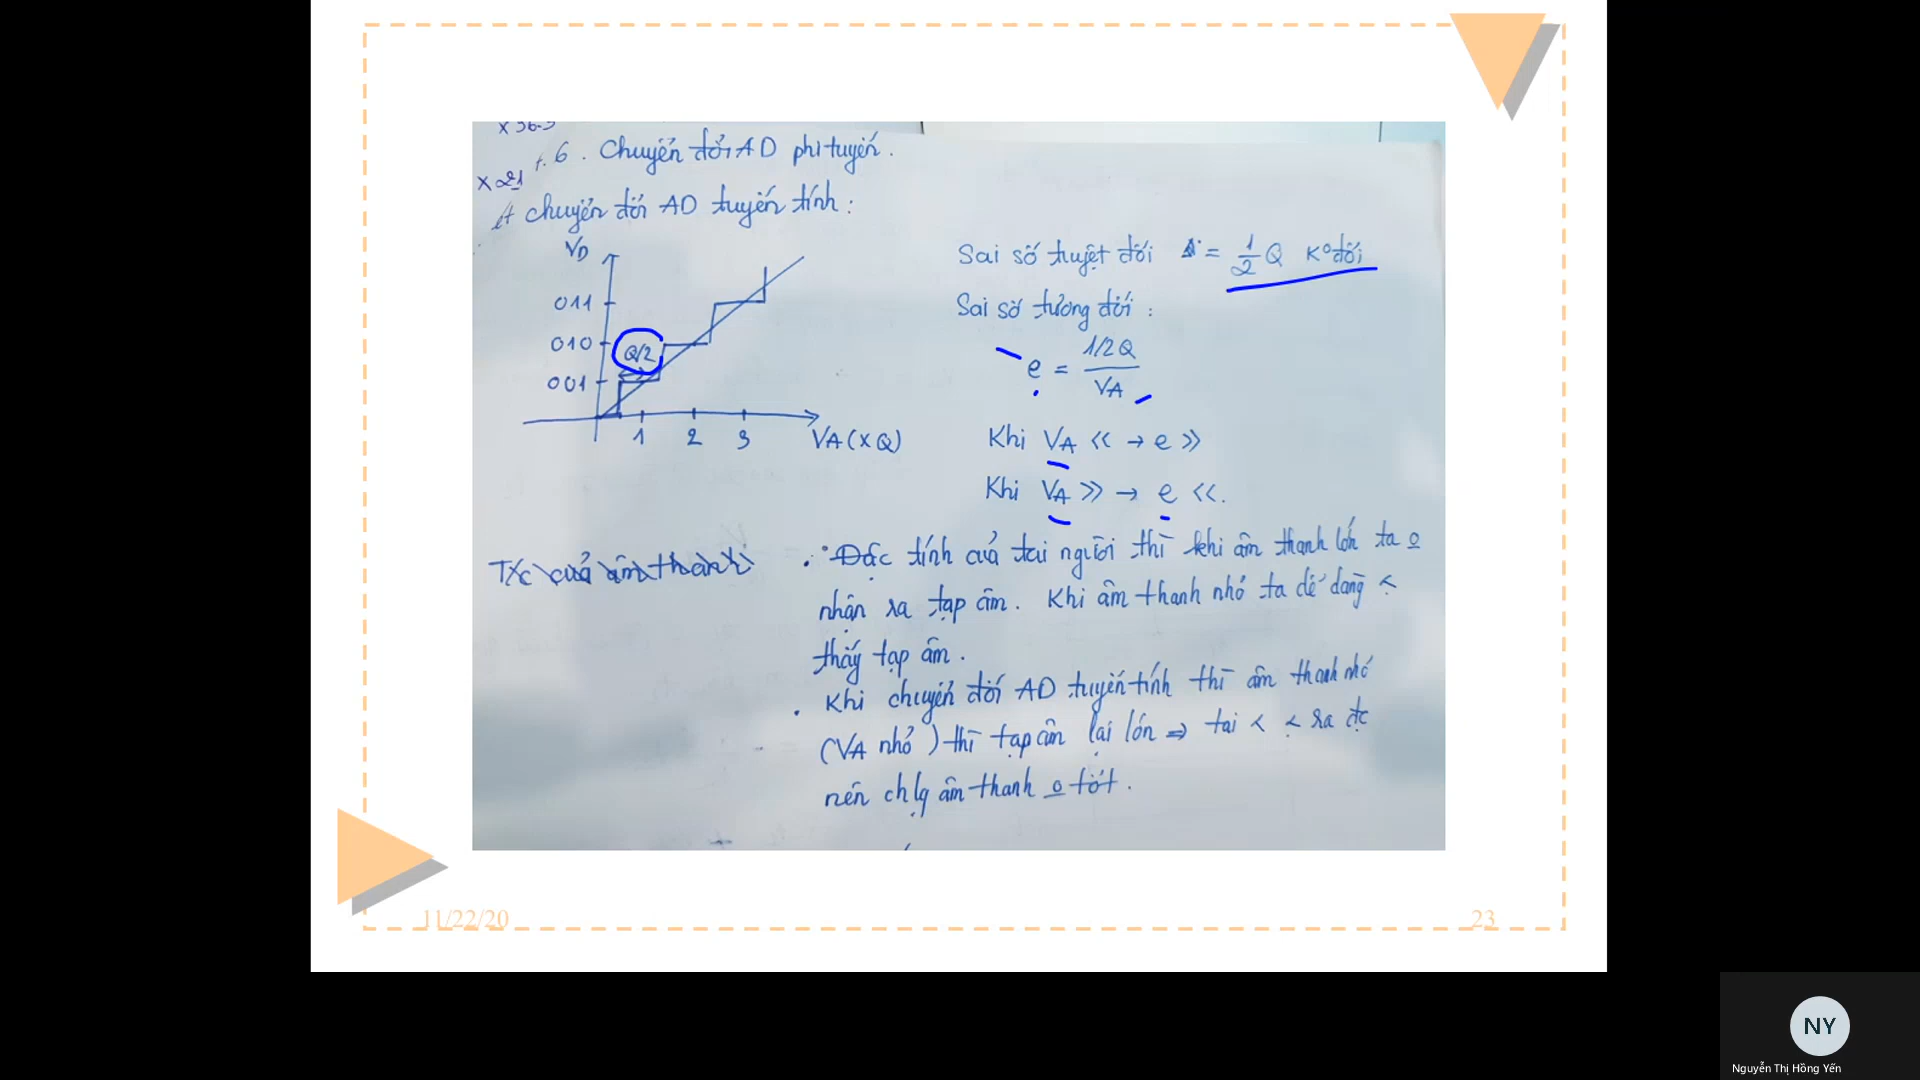 x 36.3
1.6. Chuyển đổi AD phi tuyến.
x 21
chuyển đổi AD tuyến tính:
VD
011
010
001
Q/2
1 2 3 VA (x Q)
Sai số tuyệt đối Δ = 1/2 Q K° đổi
Sai số tương đối :
e = 1/2Q / VA
Khi VA << → e >>
Khi VA >> → e <<.
Txc của âm thanh
. Đặc tính của tai người thì khi âm thanh lớn ta o
nhận ra tạp âm. Khi âm thanh nhỏ ta dễ dàng <
thấy tạp âm.
. Khi chuyển đổi AD tuyến tính thì âm thanh nhỏ
(VA nhỏ) thì tạp âm lại lớn ⇒ tai < < ra đc
nên chlg âm thanh o tốt.
11/22/20
23
NY
Nguyễn Thị Hồng Yến